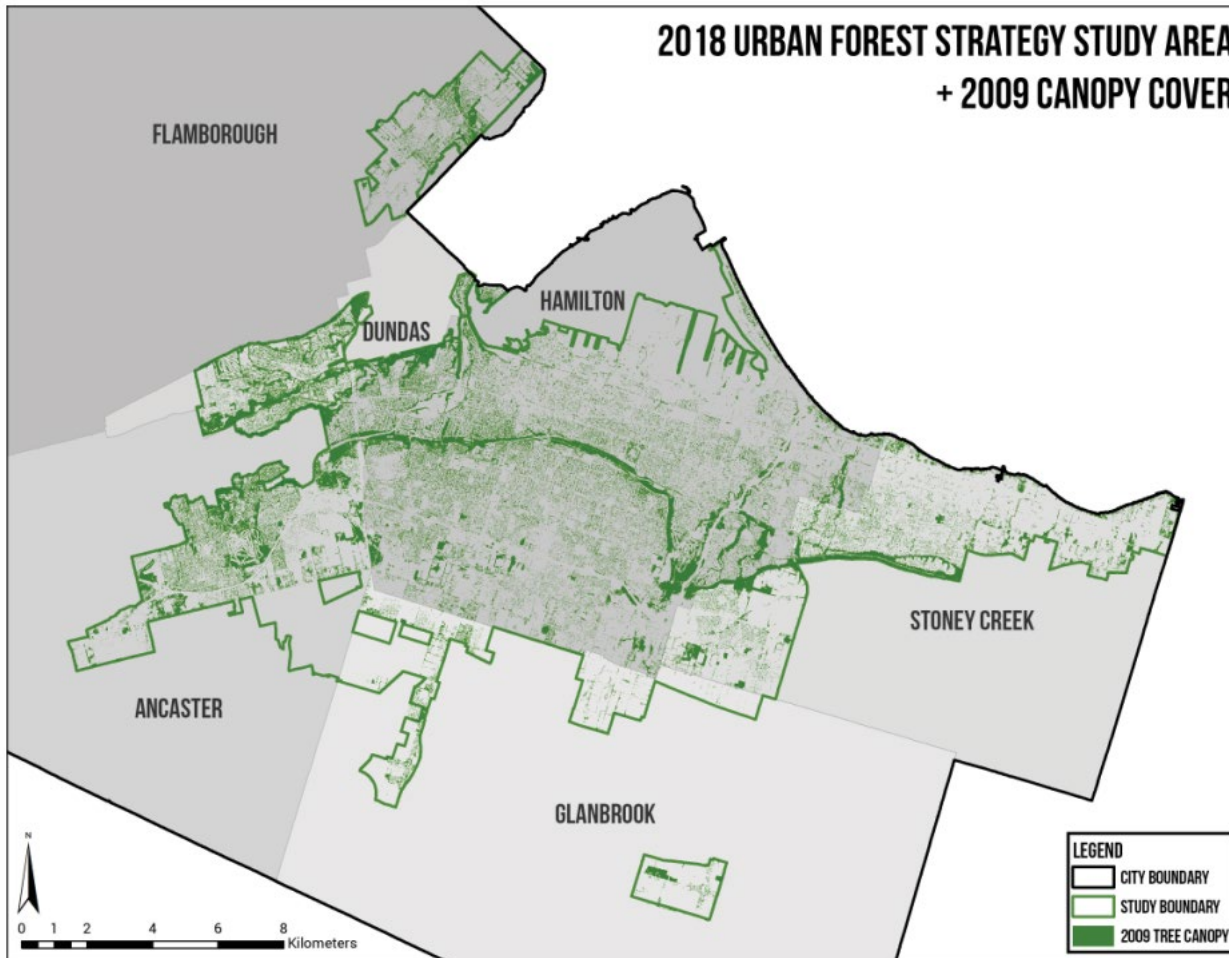 2018 URBAN FOREST STRATEGY STUDY AREA
+ 2009 CANOPY COVER
FLAMBOROUGH
HAMILTON
DUNDAS
STONEY CREEK
ANCASTER
GLANBROOK
N
0 1 2 4 6 8
Kilometers
LEGEND
CITY BOUNDARY
STUDY BOUNDARY
2009 TREE CANOPY